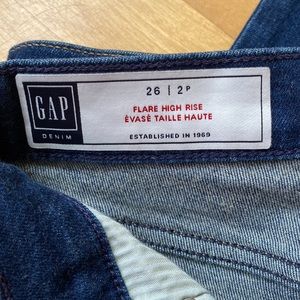 GAP
DENIM
26 | 2P
FLARE HIGH RISE
ÉVASÉ TAILLE HAUTE
ESTABLISHED IN 1969